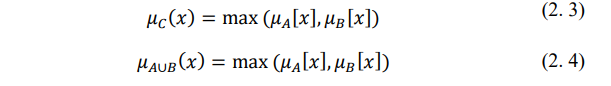 μ_C(x) = max (μ_A[x], μ_B[x]) (2. 3)
μ_{A∪B}(x) = max (μ_A[x], μ_B[x]) (2. 4)